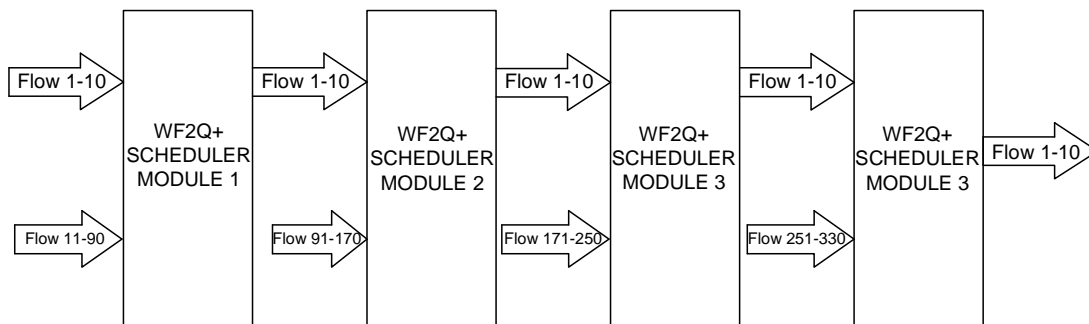 Flow 1-10
Flow 1-10
Flow 1-10
Flow 1-10
WF2Q+
SCHEDULER
MODULE 1
WF2Q+
SCHEDULER
MODULE 2
WF2Q+
SCHEDULER
MODULE 3
WF2Q+
SCHEDULER
MODULE 3
Flow 1-10
Flow 11-90
Flow 91-170
Flow 171-250
Flow 251-330